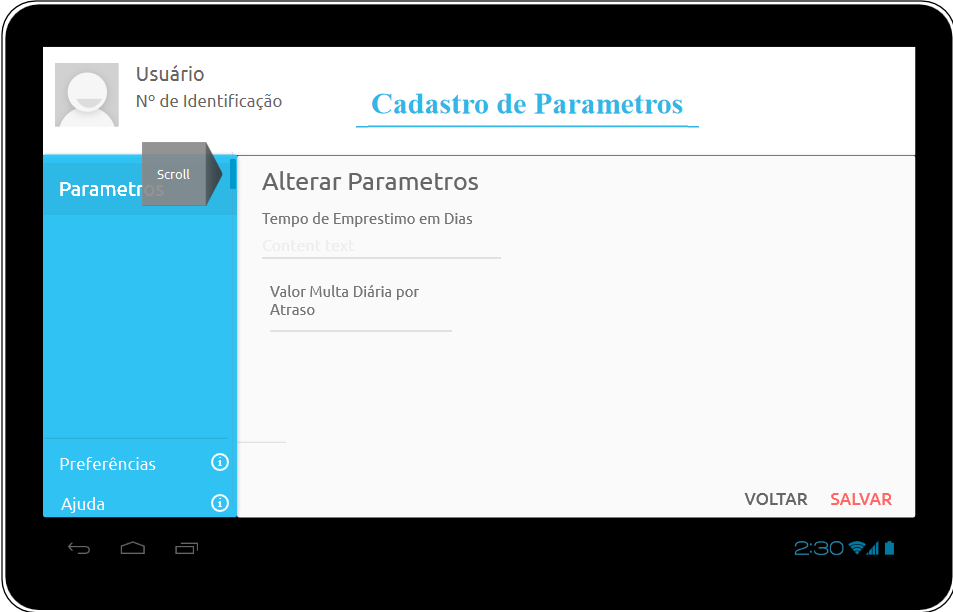 Usuário
Nº de Identificação
Cadastro de Parametros
Parametros
Scroll
Alterar Parametros
Tempo de Emprestimo em Dias
Content text
Valor Multa Diária por
Atraso
Preferências
Ajuda
VOLTAR
SALVAR
2:30